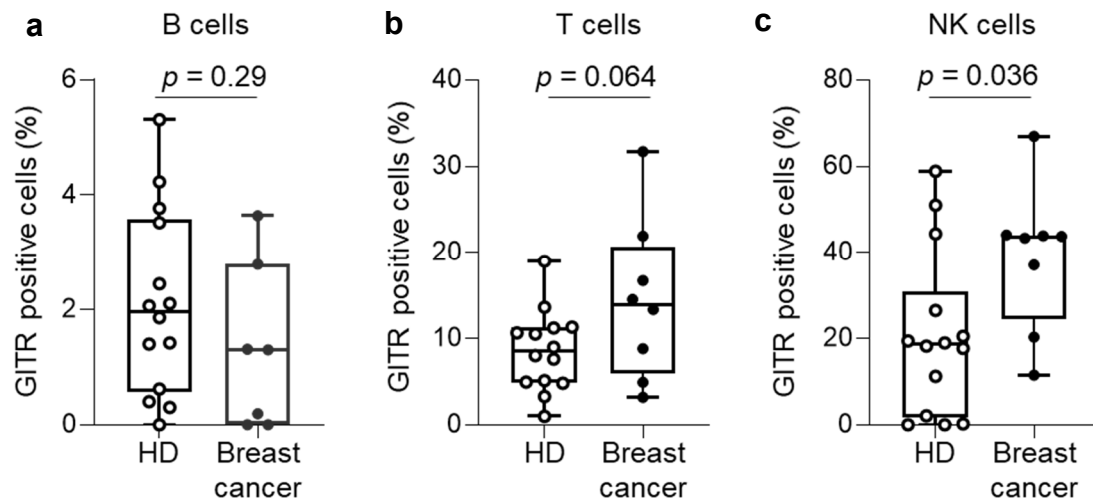 a
B cells
p = 0.29
GITR positive cells (%)
6
4
2
0
HD
Breast
cancer
b
T cells
p = 0.064
GITR positive cells (%)
40
30
20
10
0
HD
Breast
cancer
c
NK cells
p = 0.036
GITR positive cells (%)
80
60
40
20
0
HD
Breast
cancer